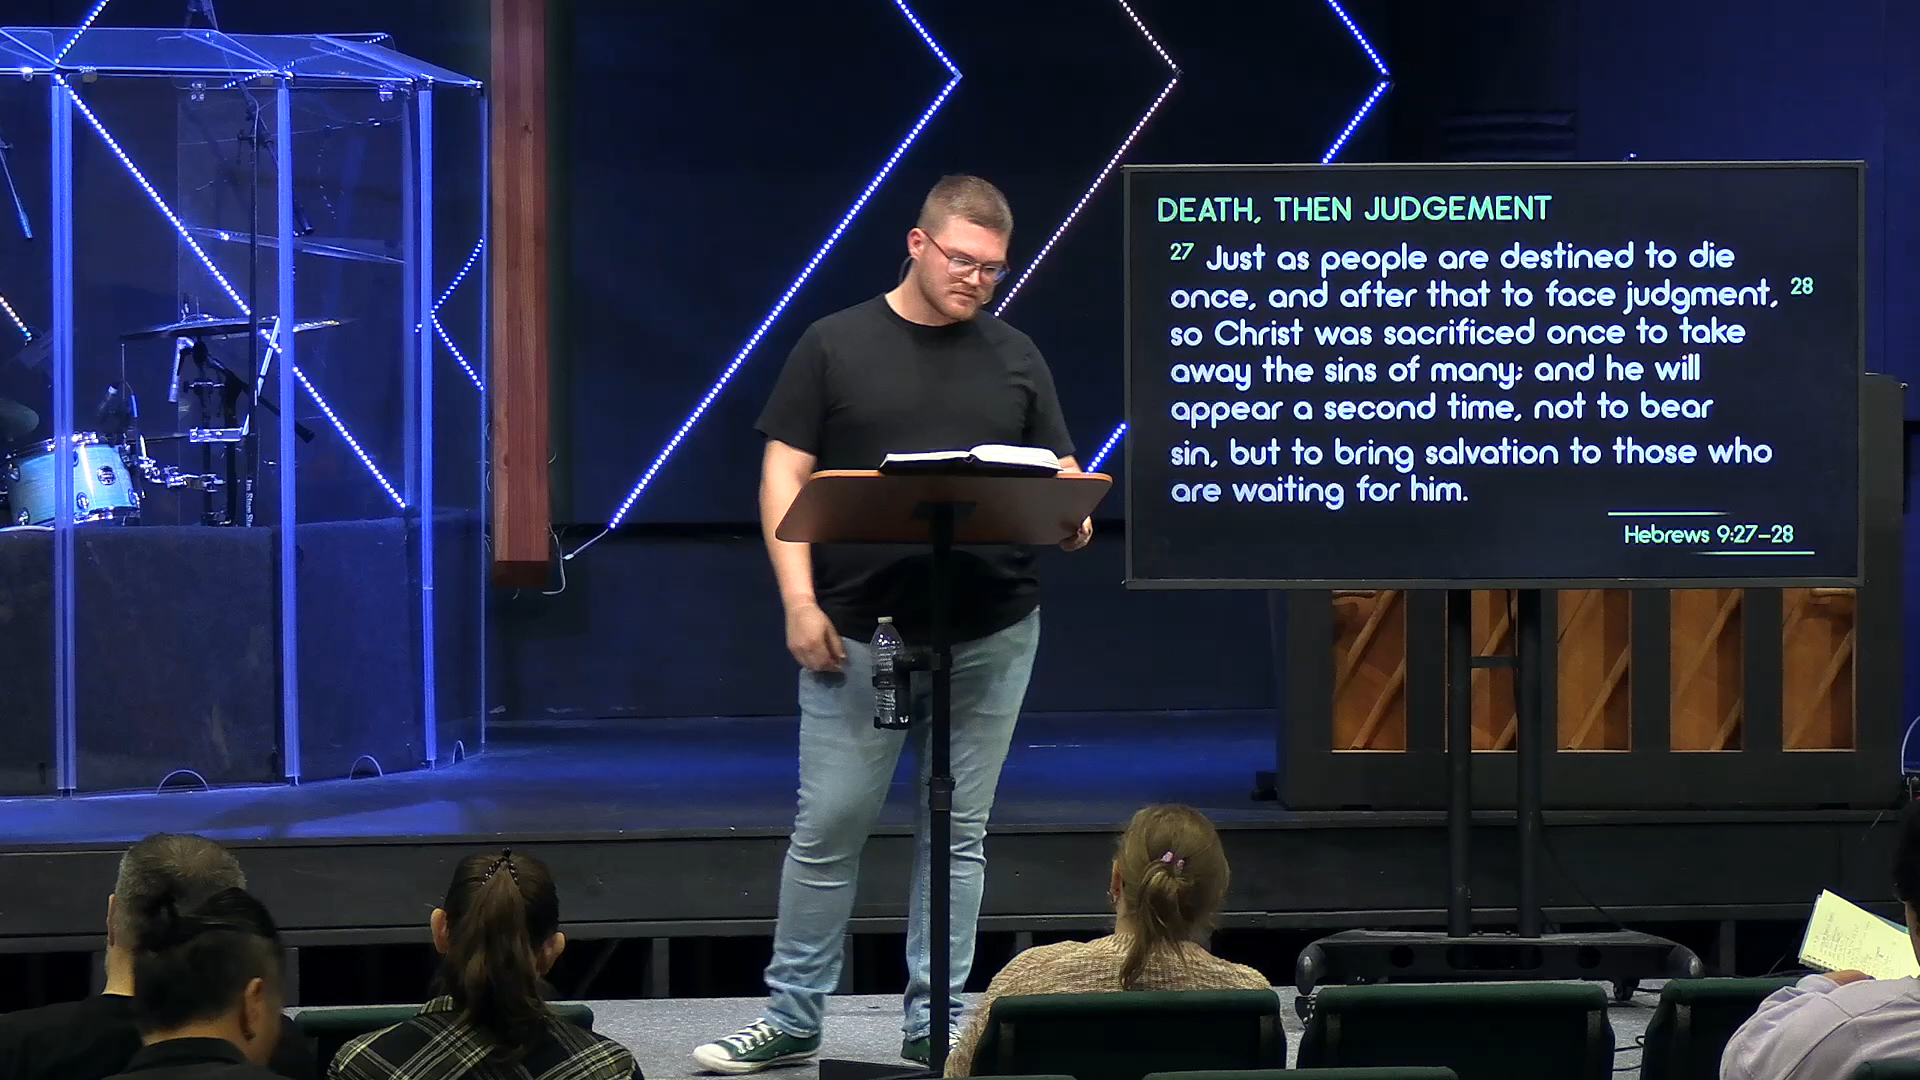 DEATH, THEN JUDGEMENT
27 Just as people are destined to die
once, and after that to face judgment, 28
so Christ was sacrificed once to take
away the sins of many; and he will
appear a second time, not to bear
sin, but to bring salvation to those who
are waiting for him.
Hebrews 9:27–28